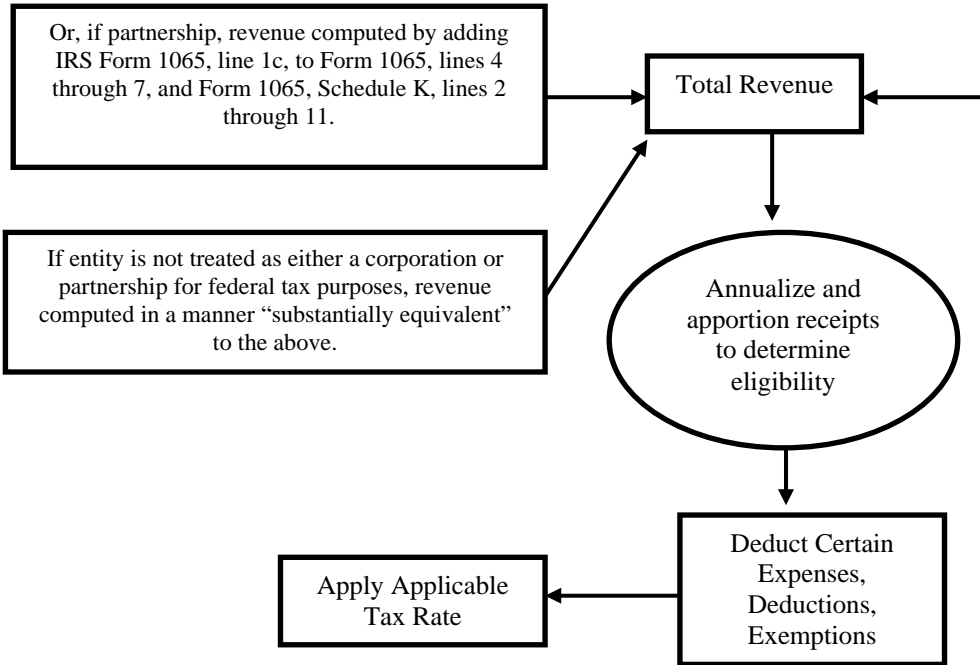 Or, if partnership, revenue computed by adding
IRS Form 1065, line 1c, to Form 1065, lines 4
through 7, and Form 1065, Schedule K, lines 2
through 11.
Total Revenue
If entity is not treated as either a corporation or
partnership for federal tax purposes, revenue
computed in a manner “substantially equivalent”
to the above.
Annualize and
apportion receipts
to determine
eligibility
Deduct Certain
Expenses,
Deductions,
Exemptions
Apply Applicable
Tax Rate